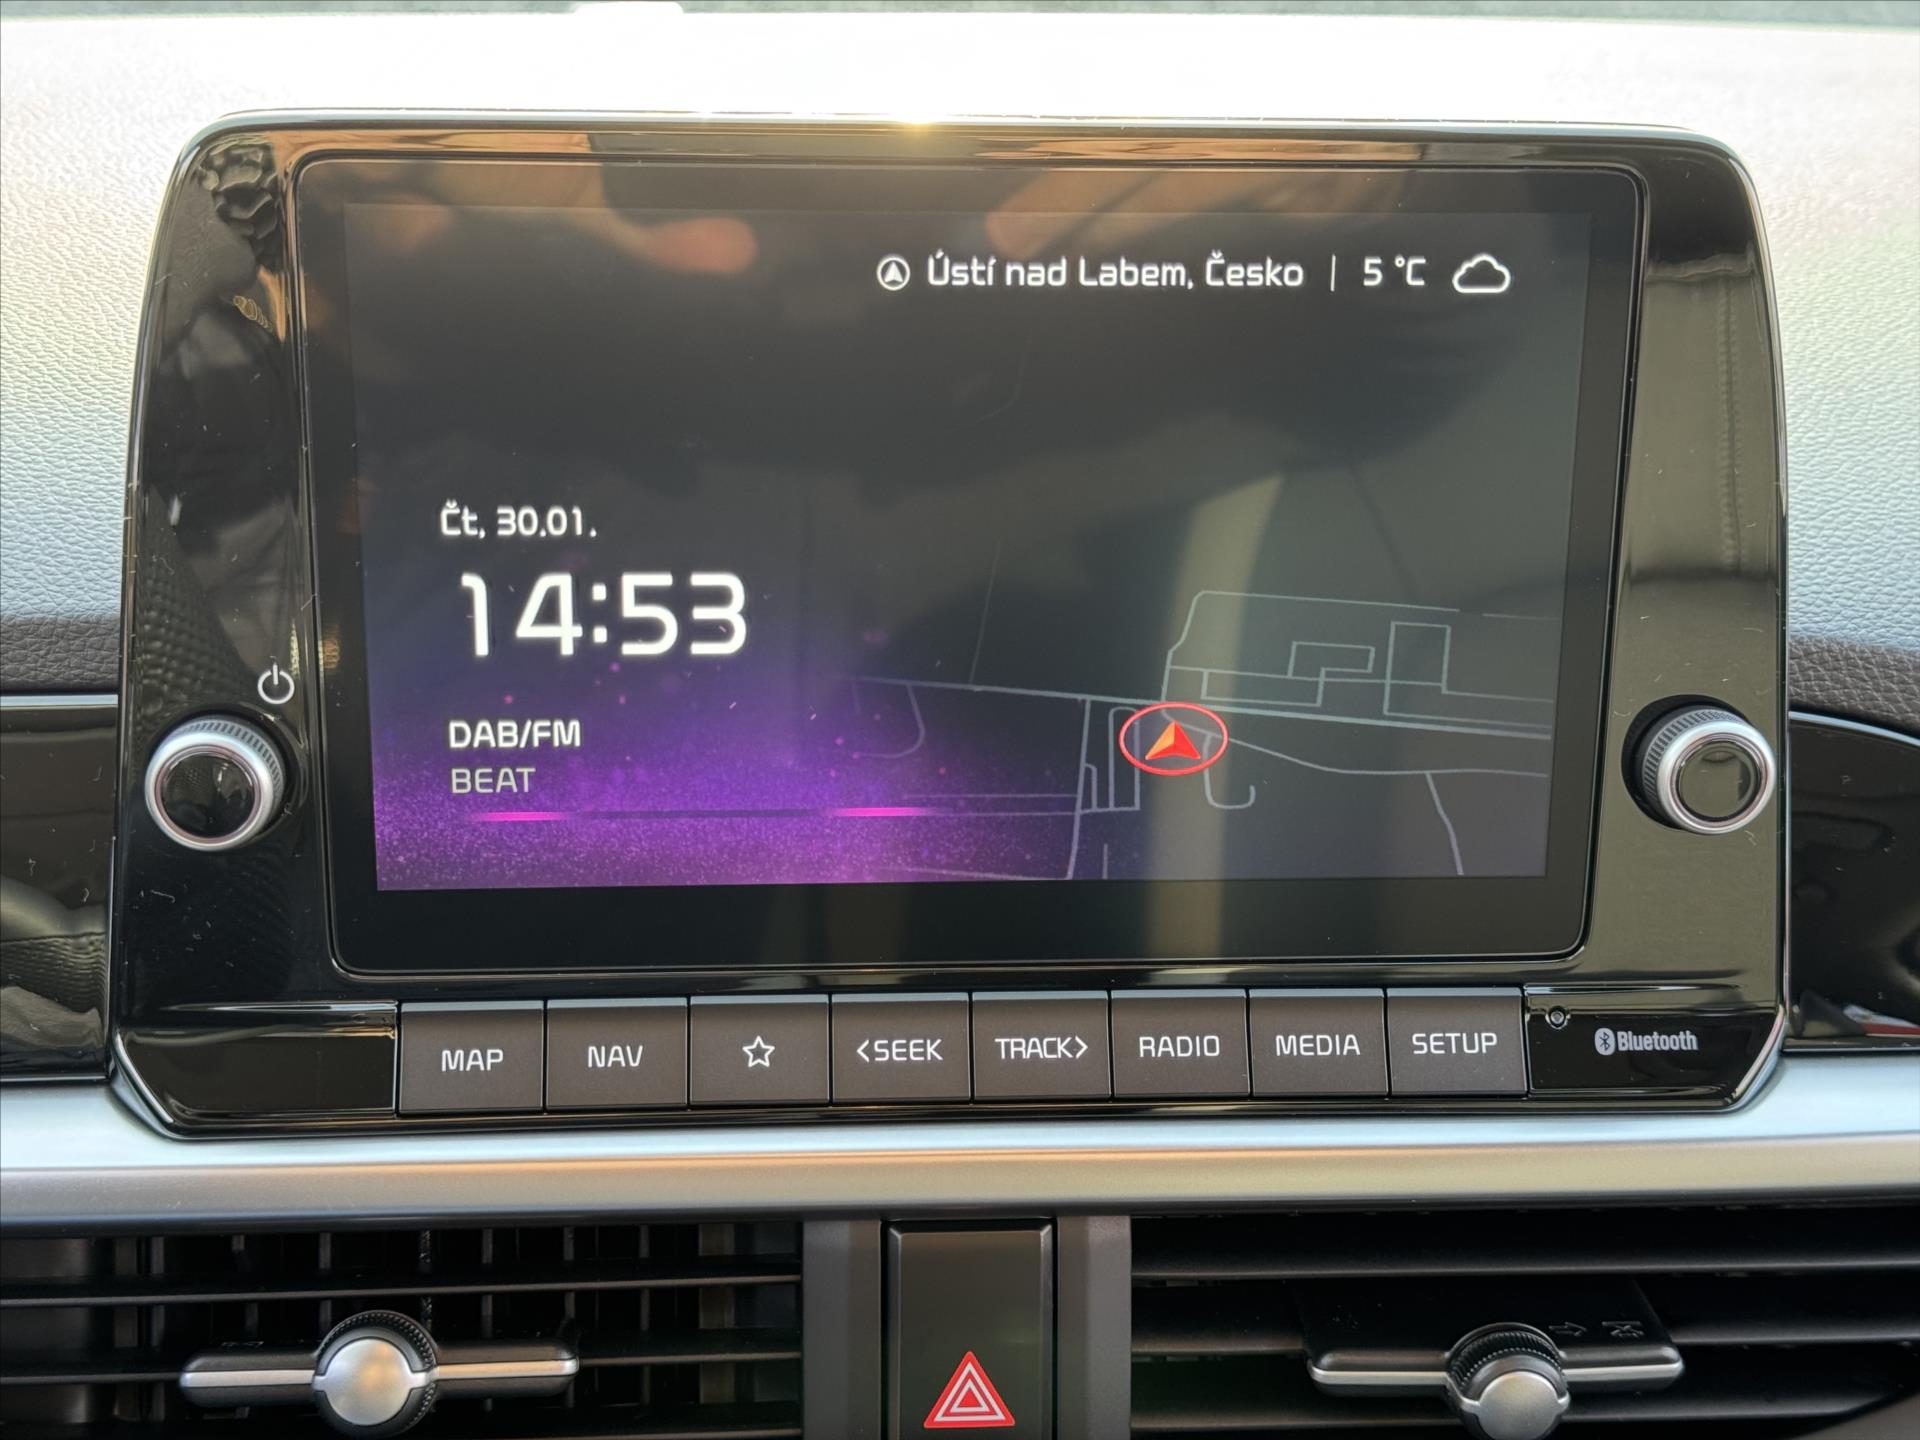 Ústí nad Labem, Česko | 5 °C
Čt, 30.01.
14:53
DAB/FM
BEAT
MAP NAV <SEEK TRACK> RADIO MEDIA SETUP Bluetooth